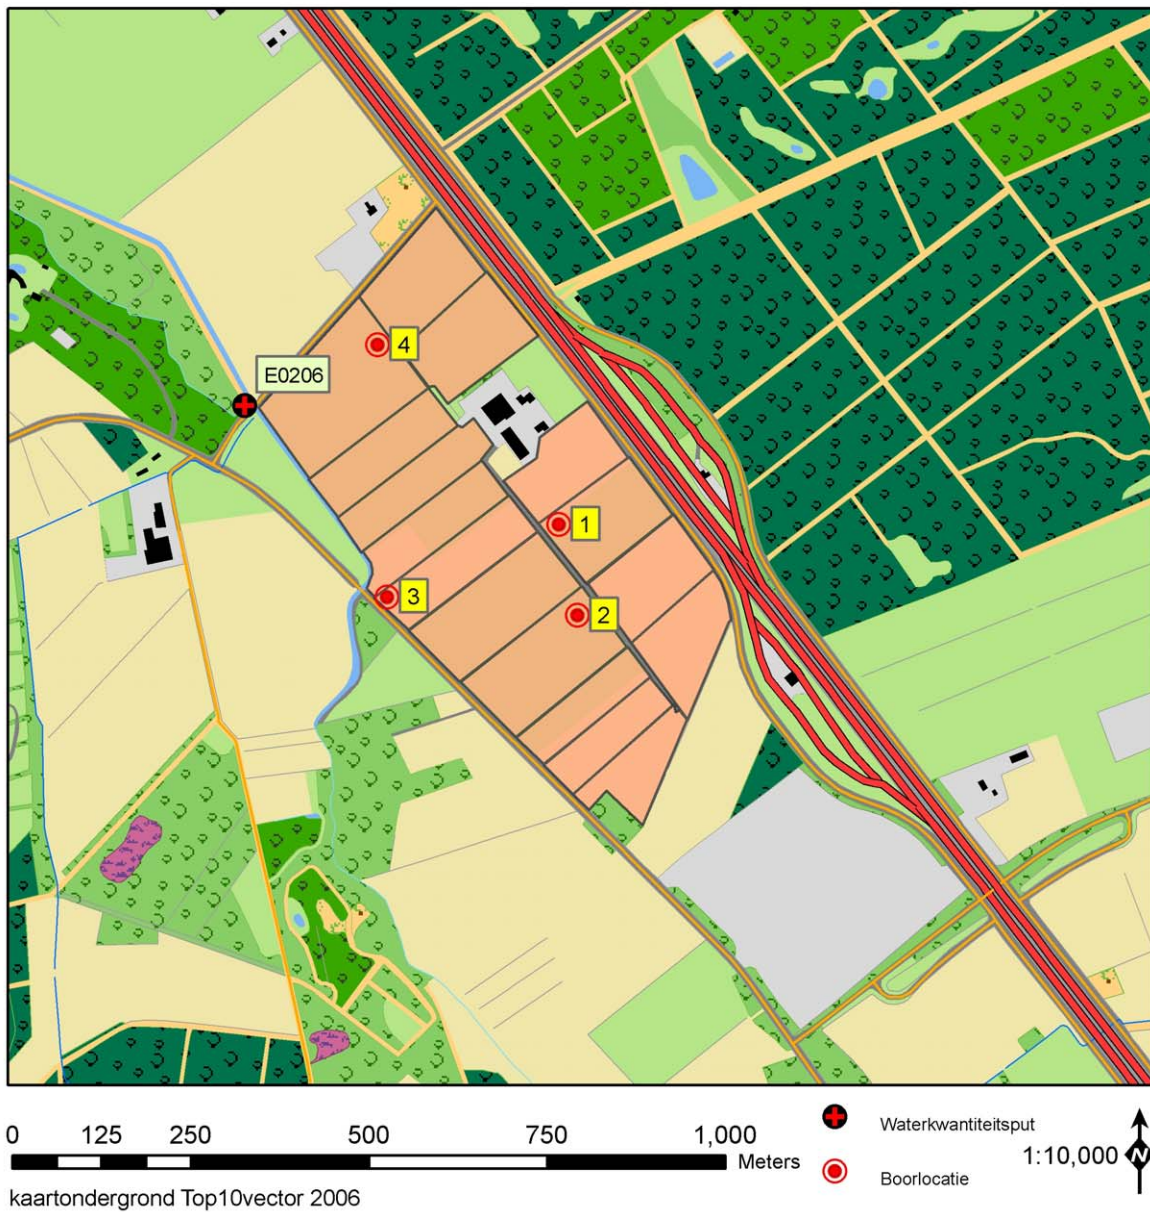 E0206
4
1
3
2
0 125 250 500 750 1,000
Meters
Waterkwantiteitsput
Boorlocatie
1:10,000
N
kaartondergrond Top10vector 2006